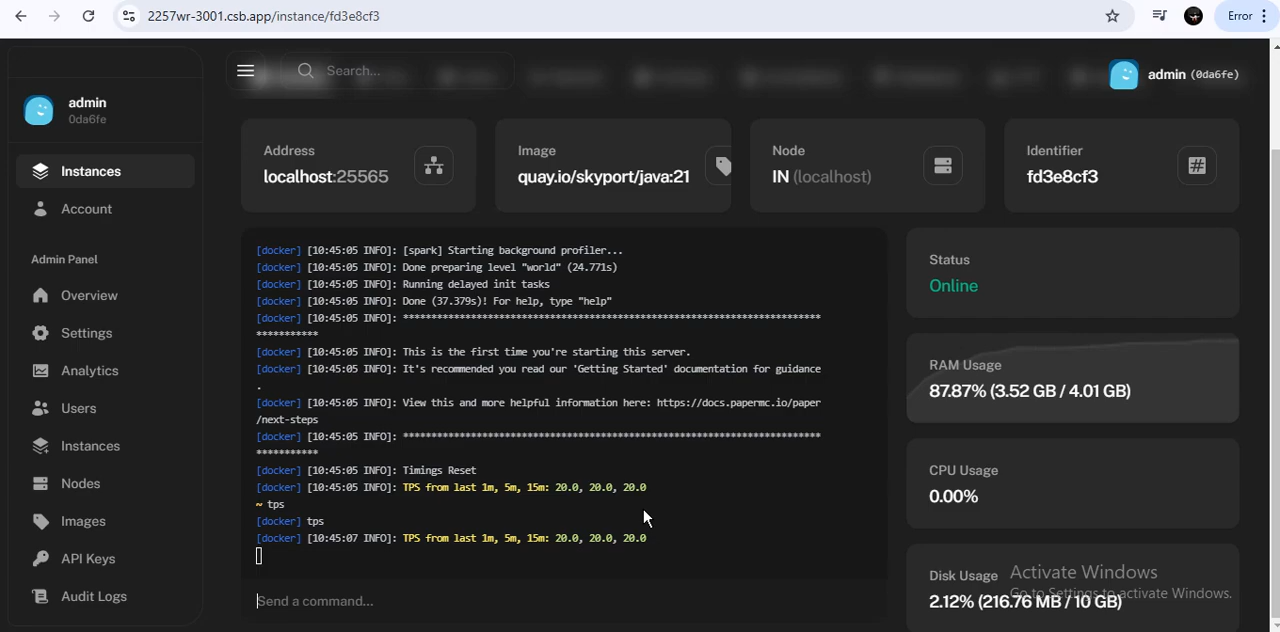 2257wr-3001.csb.app/instance/fd3e8cf3
Error
Search...
admin (0da6fe)
admin
0da6fe
Instances
Account
Admin Panel
Overview
Settings
Analytics
Users
Instances
Nodes
Images
API Keys
Audit Logs
Address
localhost:25565
Image
quay.io/skyport/java:21
Node
IN (localhost)
Identifier
fd3e8cf3
[docker] [10:45:05 INFO]: [spark] Starting background profiler...
[docker] [10:45:05 INFO]: Done preparing level "world" (24.771s)
[docker] [10:45:05 INFO]: Running delayed init tasks
[docker] [10:45:05 INFO]: Done (37.379s)! For help, type "help"
[docker] [10:45:05 INFO]: *************************************************************************
***********
[docker] [10:45:05 INFO]: This is the first time you're starting this server.
[docker] [10:45:05 INFO]: It's recommended you read our 'Getting Started' documentation for guidance
.
[docker] [10:45:05 INFO]: View this and more helpful information here: https://docs.papermc.io/paper
/next-steps
[docker] [10:45:05 INFO]: *************************************************************************
***********
[docker] [10:45:05 INFO]: Timings Reset
[docker] [10:45:05 INFO]: TPS from last 1m, 5m, 15m: 20.0, 20.0, 20.0
~ tps
[docker] tps
[docker] [10:45:07 INFO]: TPS from last 1m, 5m, 15m: 20.0, 20.0, 20.0
Send a command...
Status
Online
RAM Usage
87.87% (3.52 GB / 4.01 GB)
CPU Usage
0.00%
Disk Usage
2.12% (216.76 MB / 10 GB)
Activate Windows
Go to Settings to activate Windows.